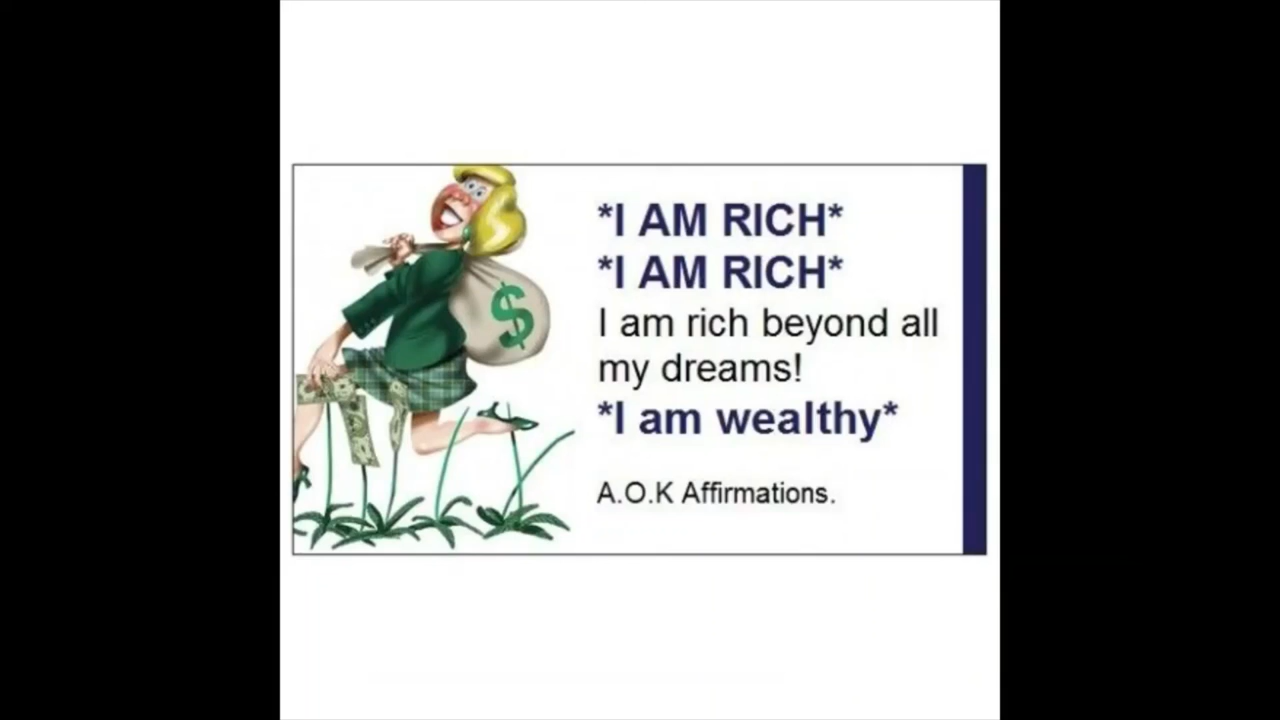 *I AM RICH*
*I AM RICH*
I am rich beyond all
my dreams!
*I am wealthy*
A.O.K Affirmations.
$